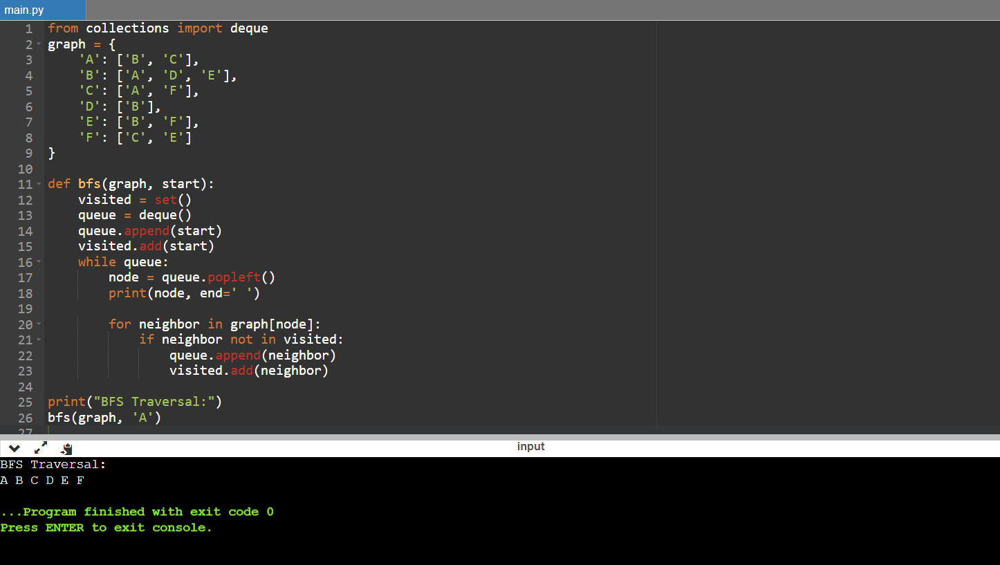 main.py
1 from collections import deque
2 graph = {
3     'A': ['B', 'C'],
4     'B': ['A', 'D', 'E'],
5     'C': ['A', 'F'],
6     'D': ['B'],
7     'E': ['B', 'F'],
8     'F': ['C', 'E']
9 }
10
11 def bfs(graph, start):
12     visited = set()
13     queue = deque()
14     queue.append(start)
15     visited.add(start)
16     while queue:
17         node = queue.popleft()
18         print(node, end=' ')
19
20         for neighbor in graph[node]:
21             if neighbor not in visited:
22                 queue.append(neighbor)
23                 visited.add(neighbor)
24
25 print("BFS Traversal:")
26 bfs(graph, 'A')
27
input
BFS Traversal:
A B C D E F
...Program finished with exit code 0
Press ENTER to exit console.